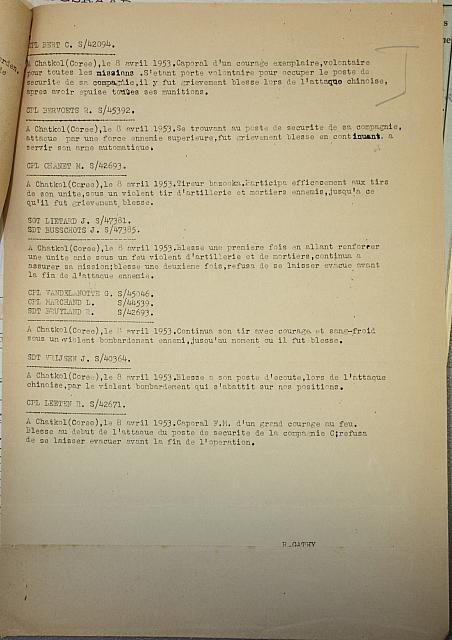 CPL BERT C. S/42094.
A Chatkol(Coree),le 8 avril 1953.Caporal d'un courage exemplaire,volontaire
pour toutes les missions .S'etant porte volontaire pour occuper le poste de
securite de sa compagnie,il y fut grievement blesse lors de l'attaque chinoise,
apres avoir epuise toutes ses munitions.
CPL BERVOETS R. S/45392.
A Chatkol(Coree),le 8 avril 1953.Se trouvant au poste de securite de sa compagnie,
attaque par une force ennemie superieure,fut grievement blesse en continuant a
servir son arme automatique.
CPL CHANET M. S/42693.
A Chatkol(Coree),le 8 avril 1953.Tireur bazooka.Participa efficacement aux tirs
de son unite,sous un violent tir d'artillerie et mortiers ennemis,jusqu'a ce
qu'il fut grievement blesse.
SGT LIETARD J. S/47381.
SDT BUSSCHOTS J. S/47385.
A Chatkol(Coree),le 8 avril 1953.Blesse une premiere fois en allant renforcer
une unite amie sous un feu violent d'artillerie et de mortiers,continua a
assurer sa mission;blesse une deuxieme fois,refusa de se laisser evacue avant
la fin de l'attaque ennemie.
CPL VANDELANOTTE G. S/45046.
CPL MARCHAND L. S/44539.
SDT BRUYLAND R. S/42693.
A Chatkol(Coree),le 8 avril 1953.Continua son tir avec courage et sang-froid
sous un violent bombardement ennemi,jusqu'au moment ou il fut blesse.
SDT VRIJSEN J. S/40364.
A Chatkol(Coree),le 8 avril 1953.Blesse a son poste d'ecoute,lors de l'attaque
chinoise,par le violent bombardement qui s'abattit sur nos positions.
CPL LEETEN R. S/42671.
A Chatkol(Coree),le 8 avril 1953.Caporal F.M. d'un grand courage au feu.
Blesse au debut de l'attaque du poste de securite de la compagnie C;refusa
de se laisser evacuer avant la fin de l'operation.
R.GATHY